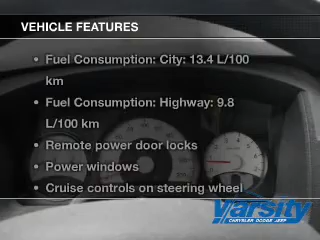 VEHICLE FEATURES
• Fuel Consumption: City: 13.4 L/100
km
• Fuel Consumption: Highway: 9.8
L/100 km
• Remote power door locks
• Power windows
• Cruise controls on steering wheel
Varsity
CHRYSLER DODGE JEEP